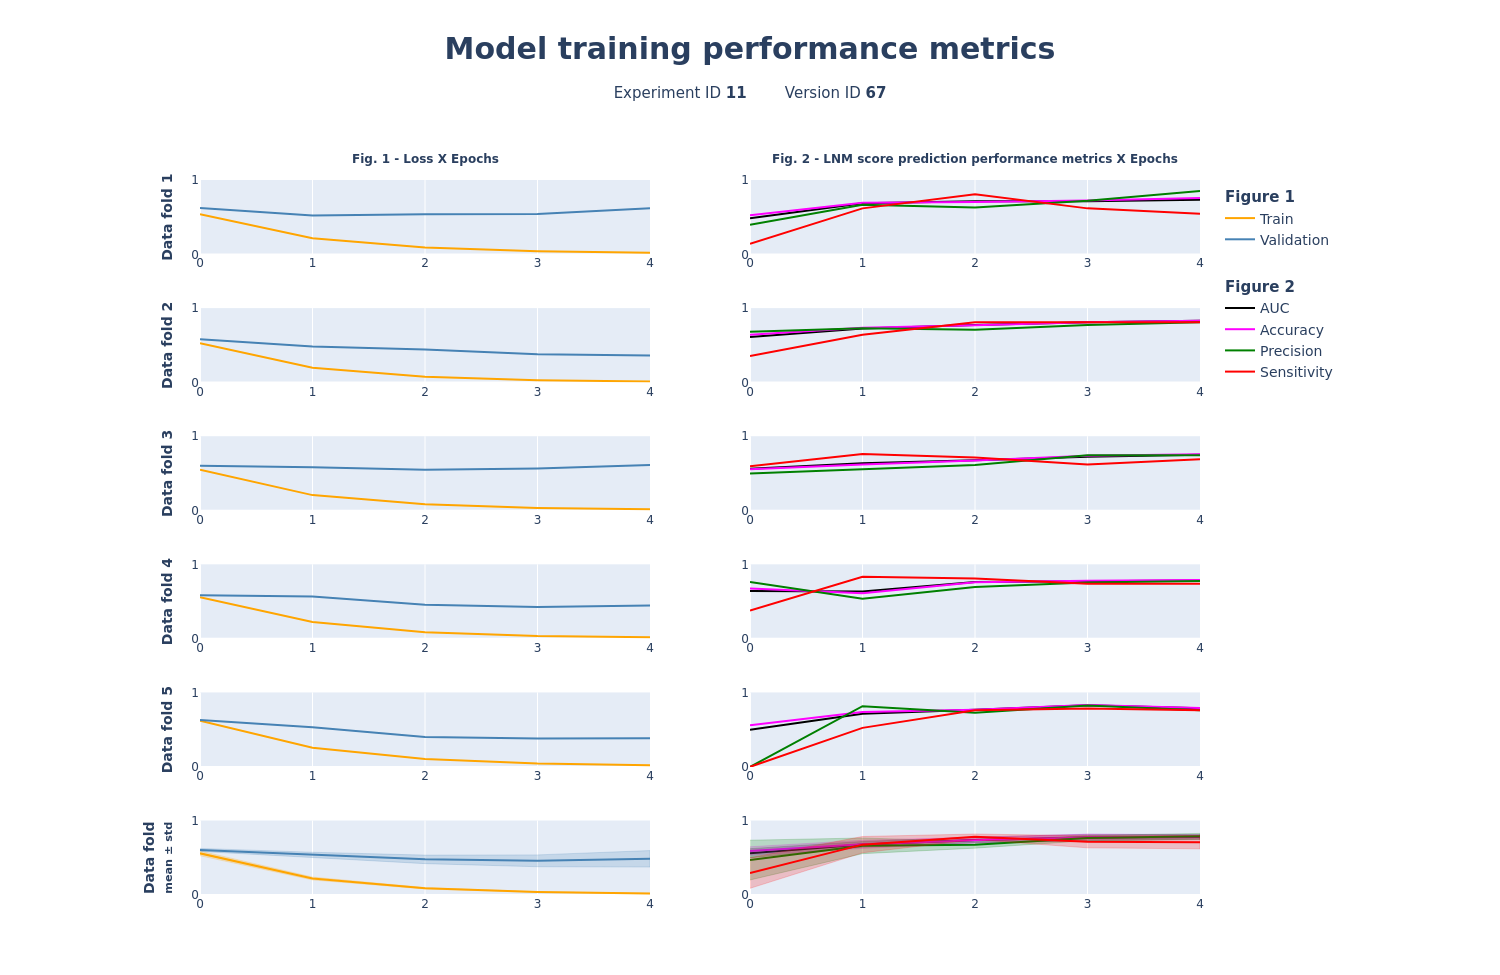 Model training performance metrics
Experiment ID 11 Version ID 67
Fig. 1 - Loss X Epochs
Fig. 2 - LNM score prediction performance metrics X Epochs
Data fold 1
1
0
0 1 2 3 4
1
0
0 1 2 3 4
Figure 1
Train
Validation
Figure 2
AUC
Accuracy
Precision
Sensitivity
Data fold 2
1
0
0 1 2 3 4
1
0
0 1 2 3 4
Data fold 3
1
0
0 1 2 3 4
1
0
0 1 2 3 4
Data fold 4
1
0
0 1 2 3 4
1
0
0 1 2 3 4
Data fold 5
1
0
0 1 2 3 4
1
0
0 1 2 3 4
Data fold
mean ± std
1
0
0 1 2 3 4
1
0
0 1 2 3 4